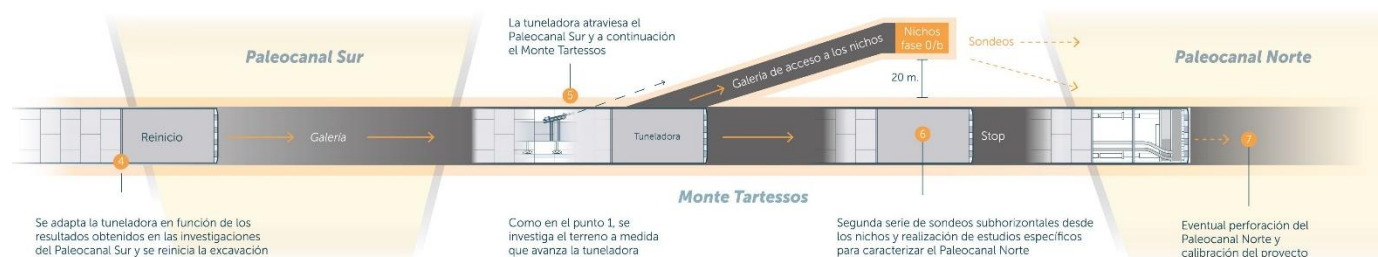 La tuneladora atraviesa el
Paleocanal Sur y a continuación
el Monte Tartessos
Paleocanal Sur
5
Galería de acceso a los nichos
Nichos
fase 0/b
Sondeos
20 m.
Paleocanal Norte
Reinicio
Galería
Tuneladora
6
Stop
7
4
Monte Tartessos
Se adapta la tuneladora en función de los
resultados obtenidos en las investigaciones
del Paleocanal Sur y se reinicia la excavación
Como en el punto 1, se
investiga el terreno a medida
que avanza la tuneladora
Segunda serie de sondeos subhorizontales desde
los nichos y realización de estudios específicos
para caracterizar el Paleocanal Norte
Eventual perforación del
Paleocanal Norte y
calibración del proyecto